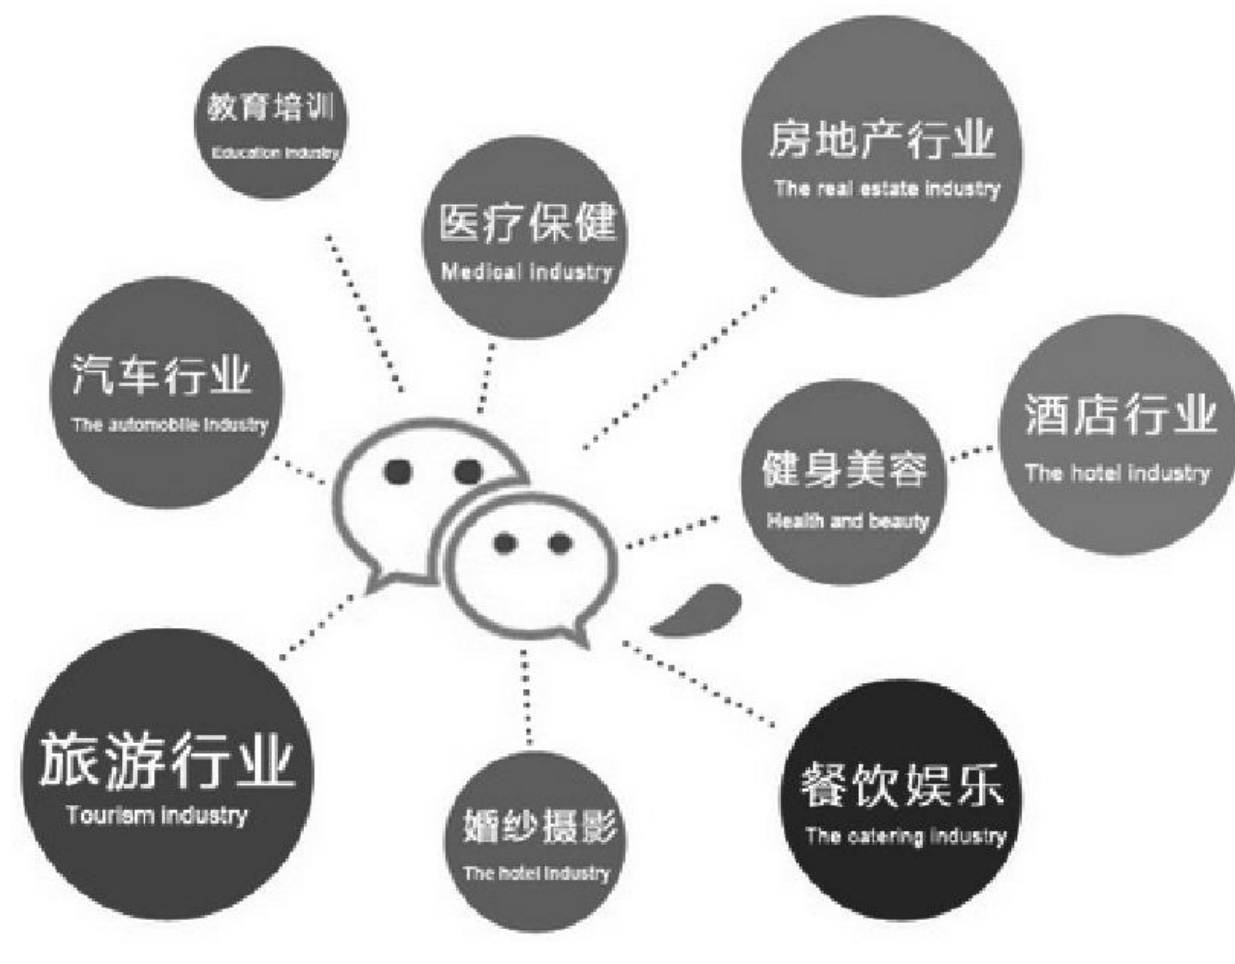 教育培训
Education Industry
房地产行业
The real estate industry
医疗保健
Medical industry
汽车行业
The automobile Industry
酒店行业
The hotel industry
健身美容
Health and beauty
旅游行业
Tourism industry
餐饮娱乐
The catering industry
婚纱摄影
The hotel Industry